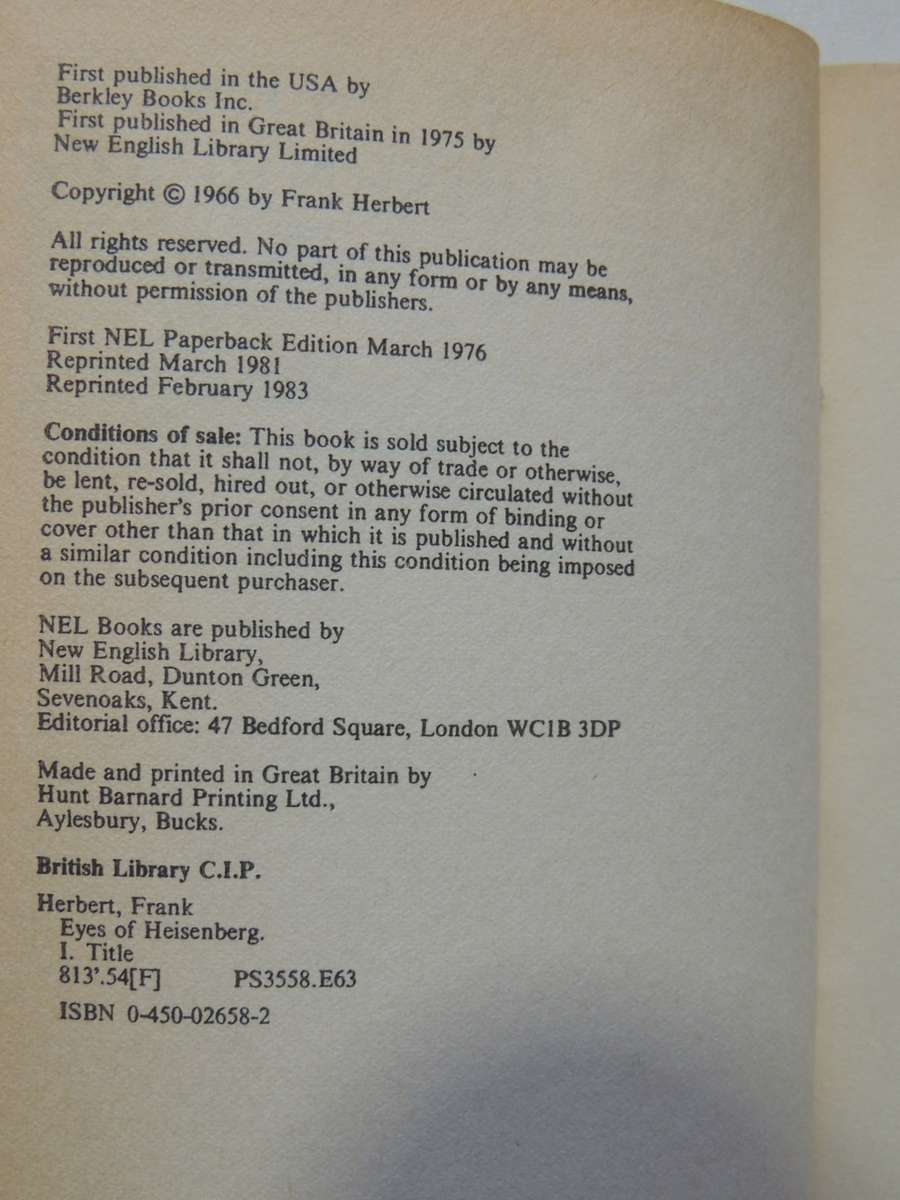 First published in the USA by
Berkley Books Inc.
First published in Great Britain in 1975 by
New English Library Limited
Copyright © 1966 by Frank Herbert
All rights reserved. No part of this publication may be
reproduced or transmitted, in any form or by any means,
without permission of the publishers.
First NEL Paperback Edition March 1976
Reprinted March 1981
Reprinted February 1983
Conditions of sale: This book is sold subject to the
condition that it shall not, by way of trade or otherwise,
be lent, re-sold, hired out, or otherwise circulated without
the publisher's prior consent in any form of binding or
cover other than that in which it is published and without
a similar condition including this condition being imposed
on the subsequent purchaser.
NEL Books are published by
New English Library,
Mill Road, Dunton Green,
Sevenoaks, Kent.
Editorial office: 47 Bedford Square, London WC1B 3DP
Made and printed in Great Britain by
Hunt Barnard Printing Ltd.,
Aylesbury, Bucks.
British Library C.I.P.
Herbert, Frank
Eyes of Heisenberg.
I. Title
813'.54[F] PS3558.E63
ISBN 0-450-02658-2